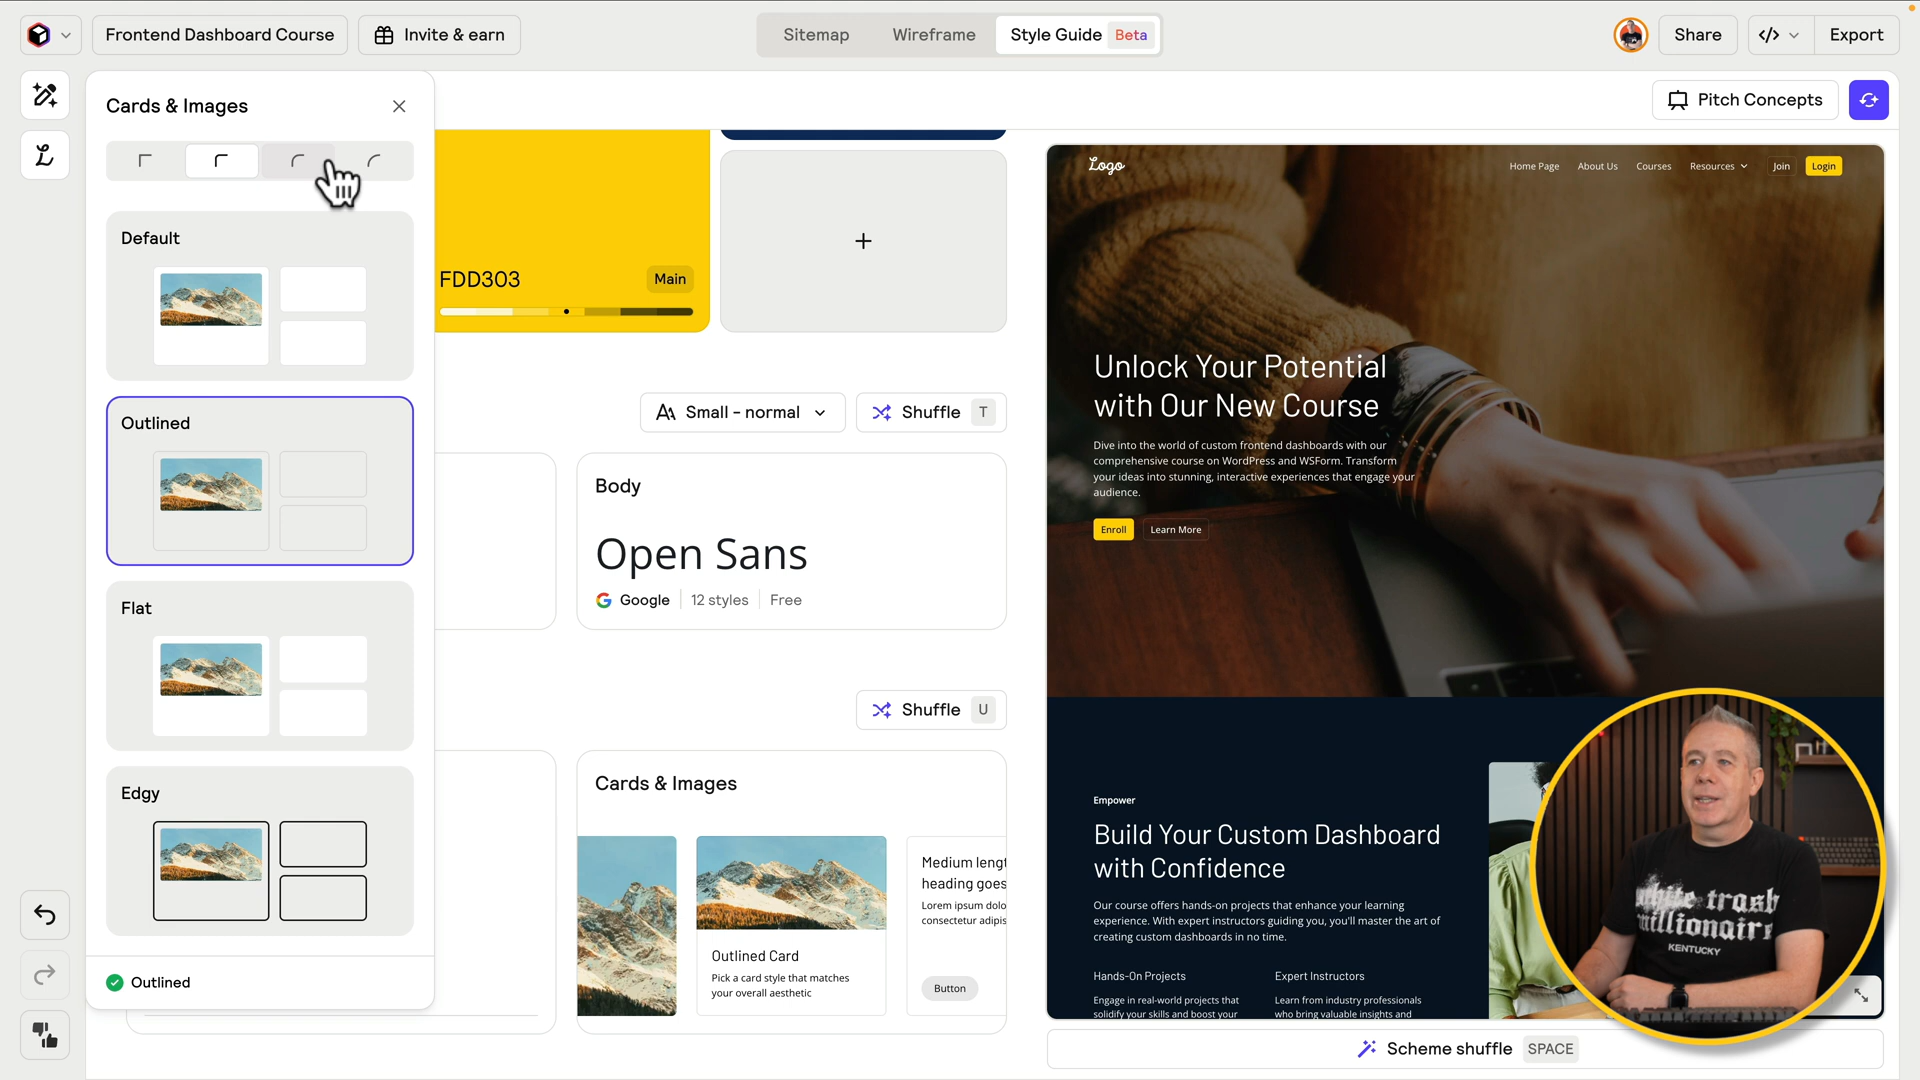 Frontend Dashboard Course
Invite & earn
Sitemap
Wireframe
Style Guide Beta
Share
Export
Cards & Images
Pitch Concepts
Default
Outlined
Flat
Edgy
Outlined
FDD303
Main
Small - normal
Shuffle T
Body
Open Sans
Google
12 styles
Free
Shuffle U
Cards & Images
Outlined Card
Pick a card style that matches
your overall aesthetic
Medium lengt
heading goes
Lorem ipsum dolo
consectetur adipis
Button
Logo
Home Page
About Us
Courses
Resources
Join
Login
Unlock Your Potential
with Our New Course
Dive into the world of custom frontend dashboards with our
comprehensive course on WordPress and WSForm. Transform
your ideas into stunning, interactive experiences that engage your
audience.
Enroll
Learn More
Empower
Build Your Custom Dashboard
with Confidence
Our course offers hands-on projects that enhance your learning
experience. With expert instructors guiding you, you'll master the art of
creating custom dashboards in no time.
Hands-On Projects
Engage in real-world projects that
solidify your skills and boost your
Expert Instructors
Learn from industry professionals
who bring valuable insights and
white trash
millionaire
KENTUCKY
Scheme shuffle SPACE